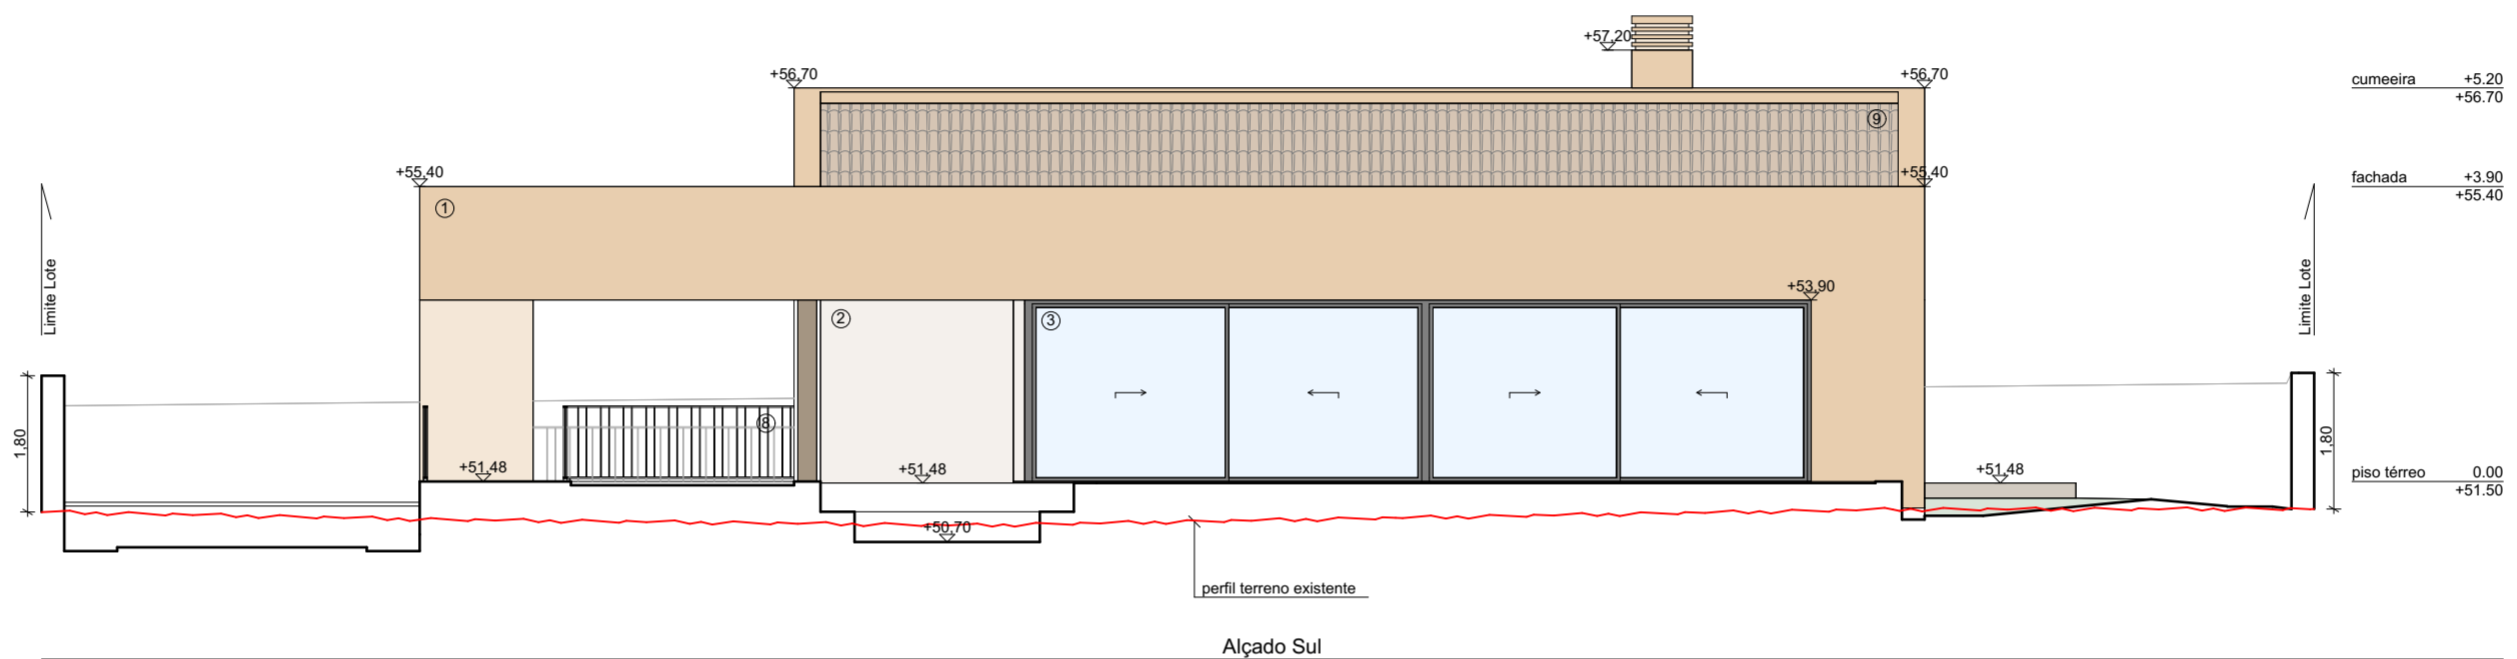 +57,20
+56,70
+56,70
cumeeira +5.20
+56.70
⑨
+55,40
+55,40
fachada +3.90
+55.40
①
Limite Lote
Limite Lote
+53,90
②
③
⑧
1,80
1,80
+51,48
+51,48
+51,48
piso térreo 0.00
+51.50
+50,70
perfil terreno existente
Alçado Sul